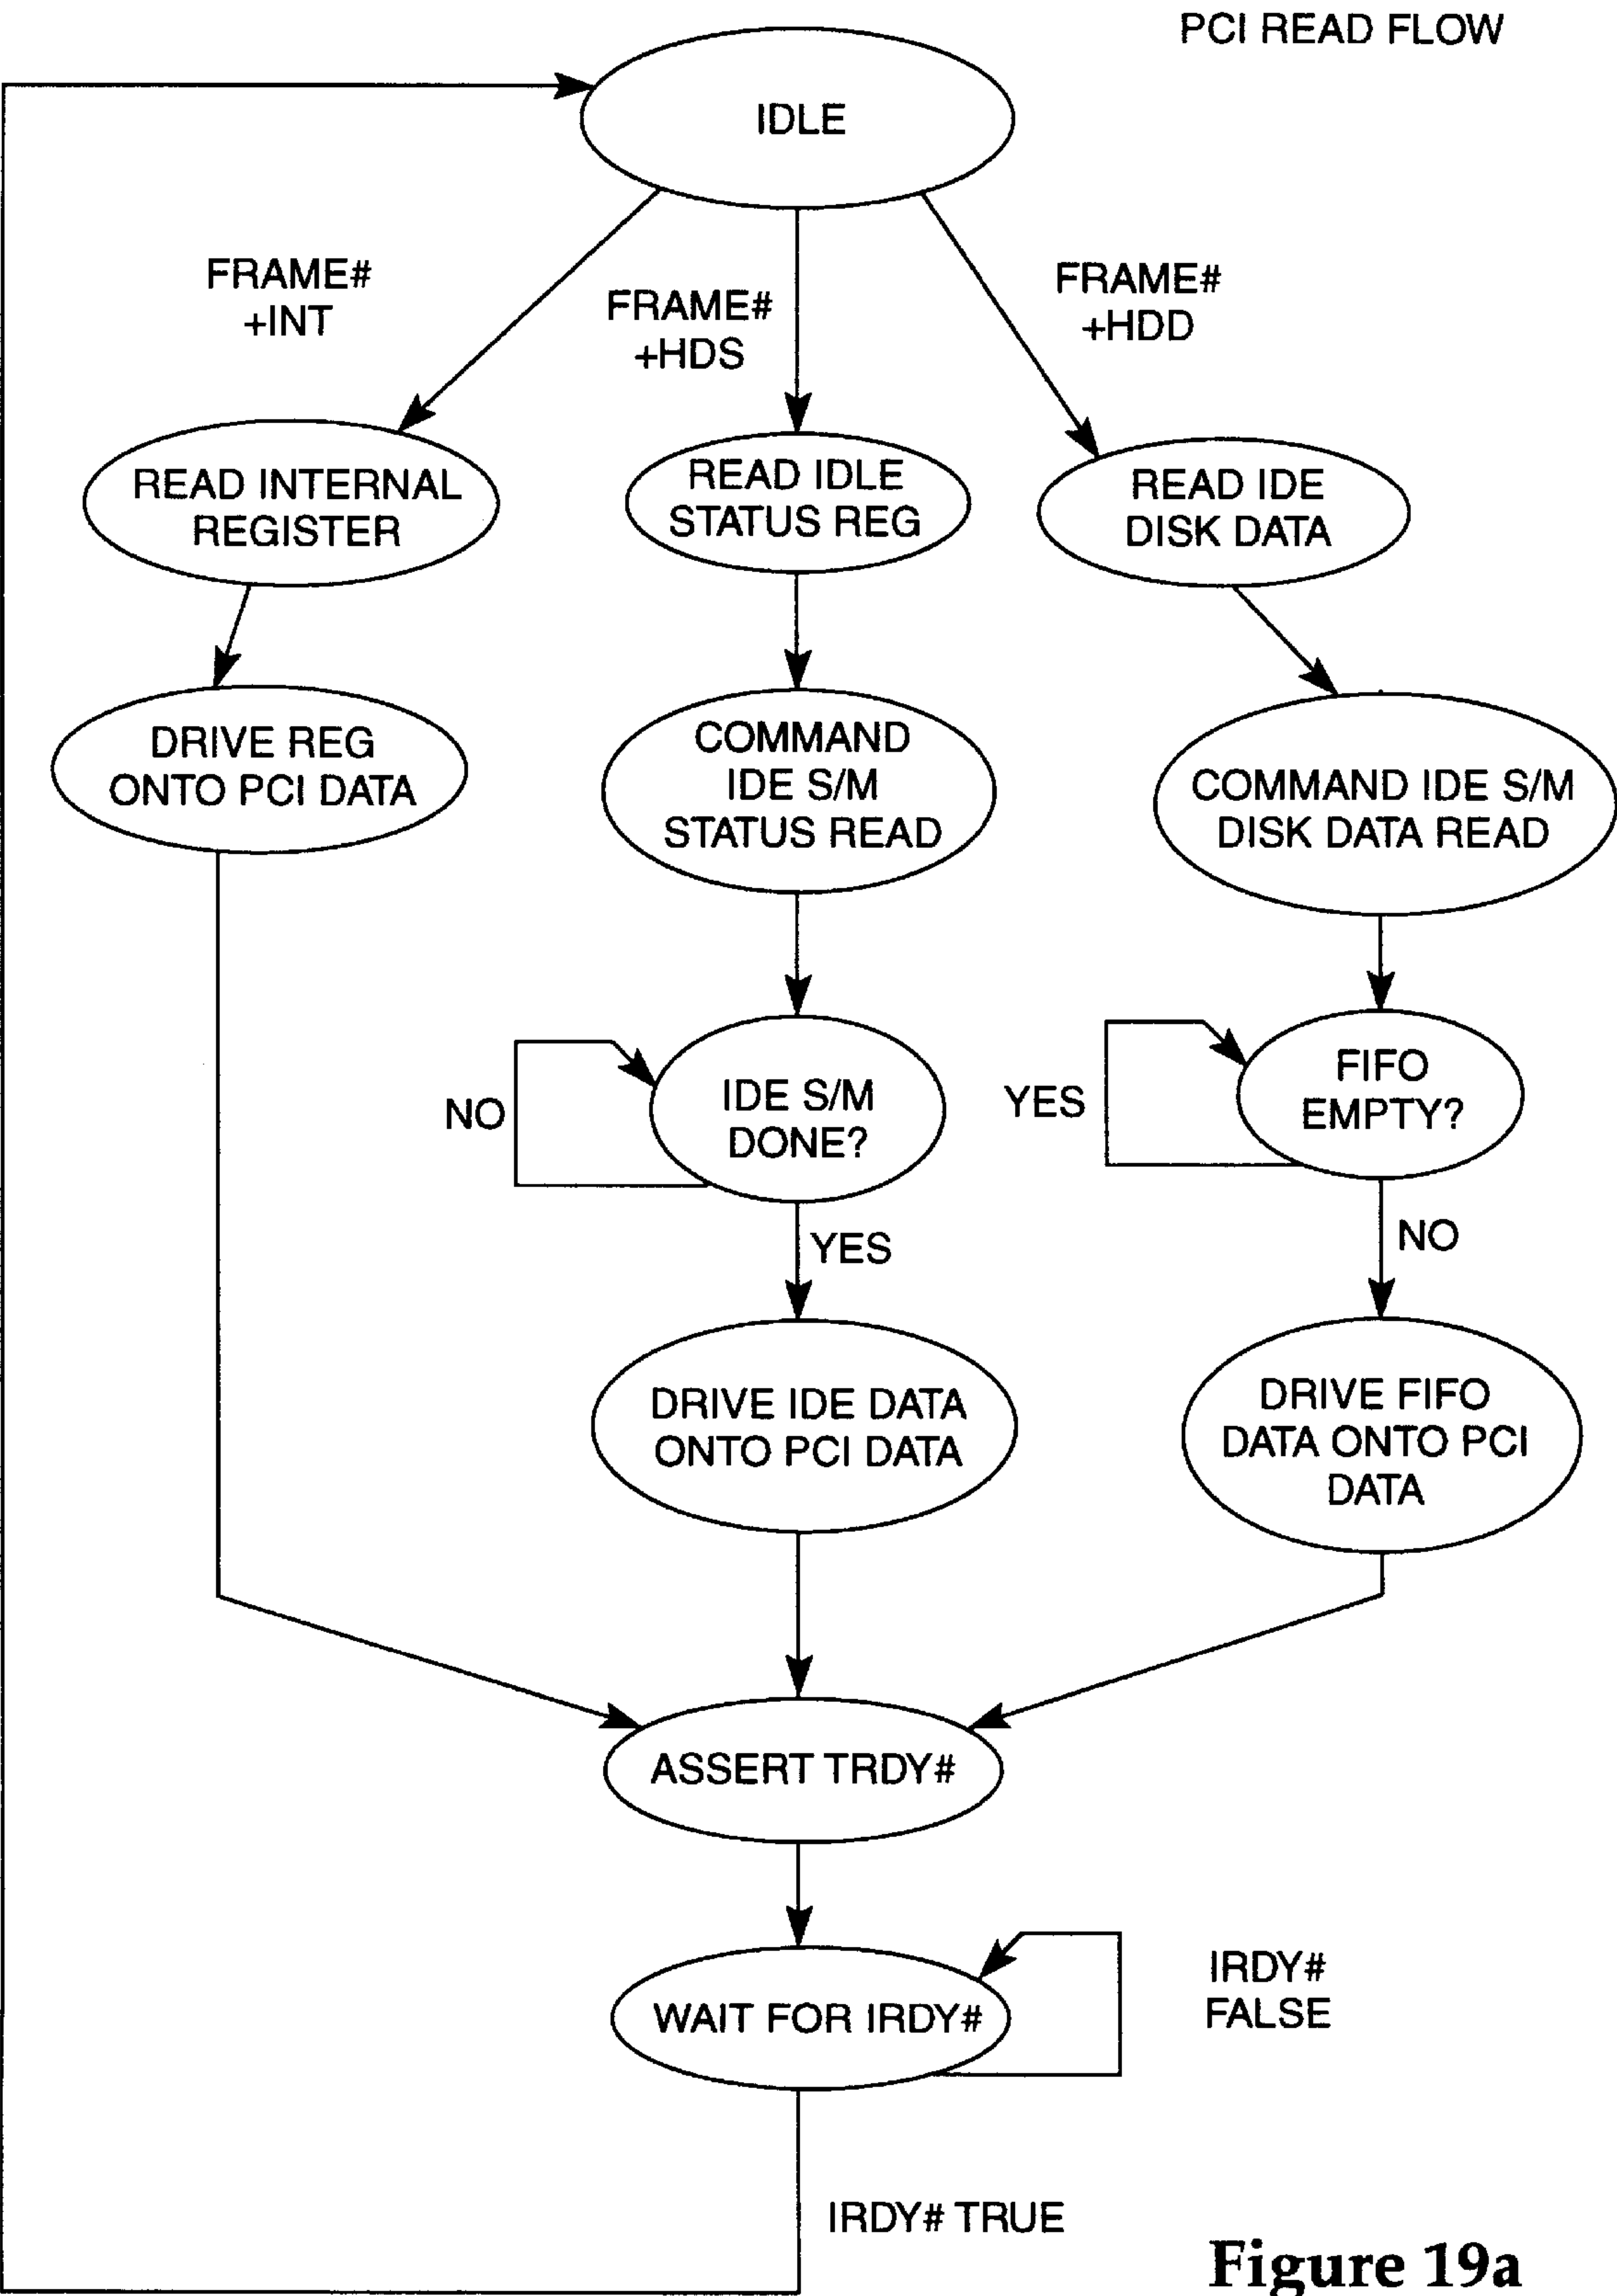 PCI READ FLOW
IDLE
FRAME#
+INT
FRAME#
+HDS
FRAME#
+HDD
READ INTERNAL
REGISTER
READ IDLE
STATUS REG
READ IDE
DISK DATA
DRIVE REG
ONTO PCI DATA
COMMAND
IDE S/M
STATUS READ
COMMAND IDE S/M
DISK DATA READ
NO
IDE S/M
DONE?
YES
FIFO
EMPTY?
YES
NO
DRIVE IDE DATA
ONTO PCI DATA
DRIVE FIFO
DATA ONTO PCI
DATA
ASSERT TRDY#
WAIT FOR IRDY#
IRDY#
FALSE
IRDY# TRUE
Figure 19a